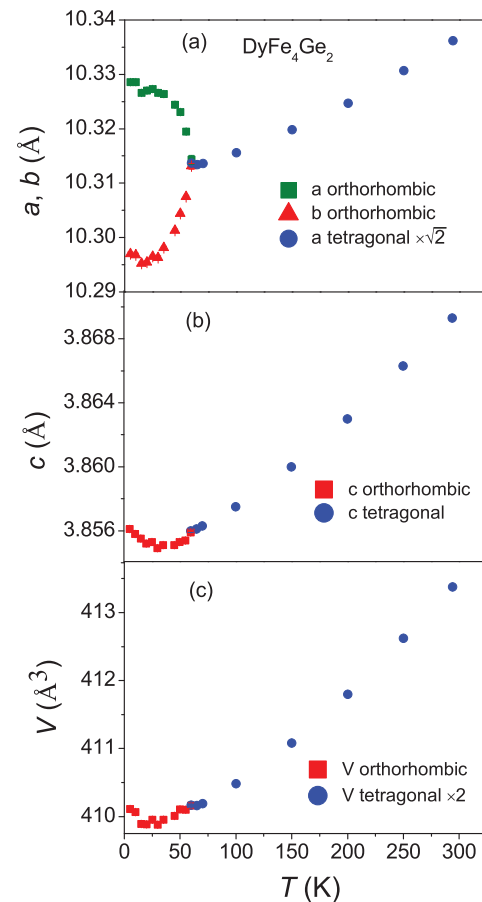 10.34
(a)
DyFe₄Ge₂
10.33
10.32
10.31
10.30
10.29
a, b (Å)
a orthorhombic
b orthorhombic
a tetragonal ×√2
(b)
3.868
3.864
3.860
3.856
c (Å)
c orthorhombic
c tetragonal
(c)
413
412
411
410
V (Å³)
V orthorhombic
V tetragonal ×2
0 50 100 150 200 250 300
T (K)